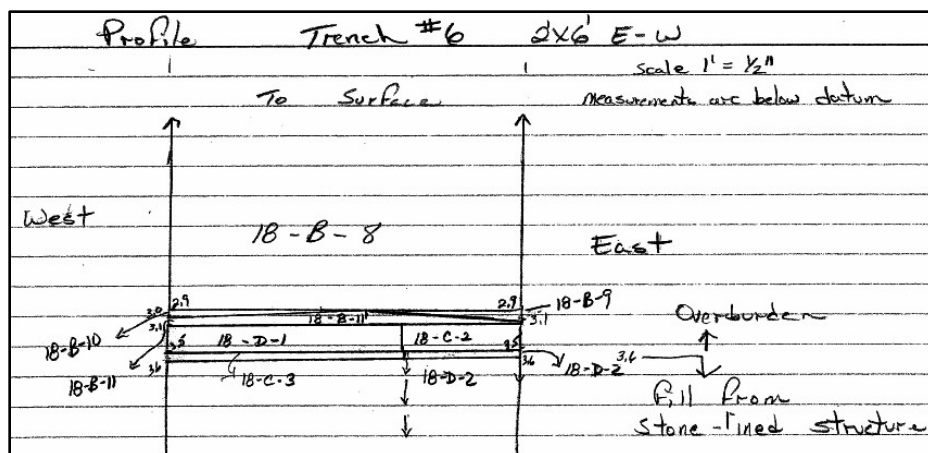 Profile Trench #6 2'X6' E-W
scale 1' = 1/2"
To Surface measurements are below datum
West
18-B-8
East
2.9 2.9 18-B-9
3.0 3.1
18-B-11
Overburden
3.1
18-B-10 3.5 18-D-1 18-C-2 3.5
3.6 3.6 18-D-2 3.6
18-B-11 18-C-3 18-D-2
Fill from
Stone-lined structure